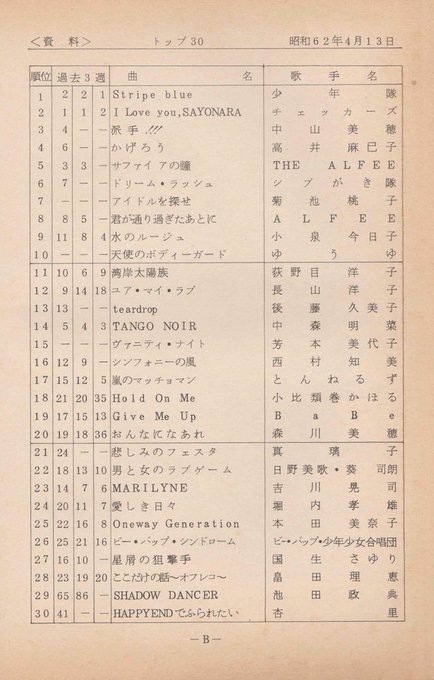 ＜資料＞ トップ30 昭和62年4月13日
順位 過去3週 曲名 歌手名
1 2 2 1 Stripe blue 少年隊
2 1 1 2 I Love you, SAYONARA チェッカーズ
3 4 － － 派手!!! 中山美穂
4 6 － － かげろう 高井麻巳子
5 3 3 － サファイアの瞳 THE ALFEE
6 7 － － ドリーム・ラッシュ シブがき隊
7 － － － アイドルを探せ 菊池桃子
8 8 5 － 君が通り過ぎたあとに ALFEE
9 11 8 4 水のルージュ 小泉今日子
10 － － － 天使のボディーガード ゆうゆ
11 10 6 9 湾岸太陽族 荻野目洋子
12 9 14 18 ユア・マイ・ラブ 長山洋子
13 13 － － teardrop 後藤久美子
14 5 4 3 TANGO NOIR 中森明菜
15 － － － ヴァニティ・ナイト 芳本美代子
16 12 9 － シンフォニーの風 西村知美
17 15 12 5 嵐のマッチョマン とんねるず
18 21 20 35 Hold On Me 小比類巻かほる
19 17 15 13 Give Me Up BaBe
20 19 18 36 おんなになあれ 森川美穂
21 24 － － 悲しみのフェスタ 真璃子
22 18 13 10 男と女のラブゲーム 日野美歌・葵司朗
23 14 7 6 MARILYNE 吉川晃司
24 20 11 7 愛しき日々 堀内孝雄
25 22 16 8 Oneway Generation 本田美奈子
26 25 21 16 ビー・バップ・シンドローム ビー・バップ・少年少女合唱団
27 16 10 － 星屑の狙撃手 国生さゆり
28 23 19 20 ここだけの話〜オフレコ〜 畠田理恵
29 65 86 － SHADOW DANCER 池田政典
30 41 － － HAPPYENDでふられたい 杏里
－B－